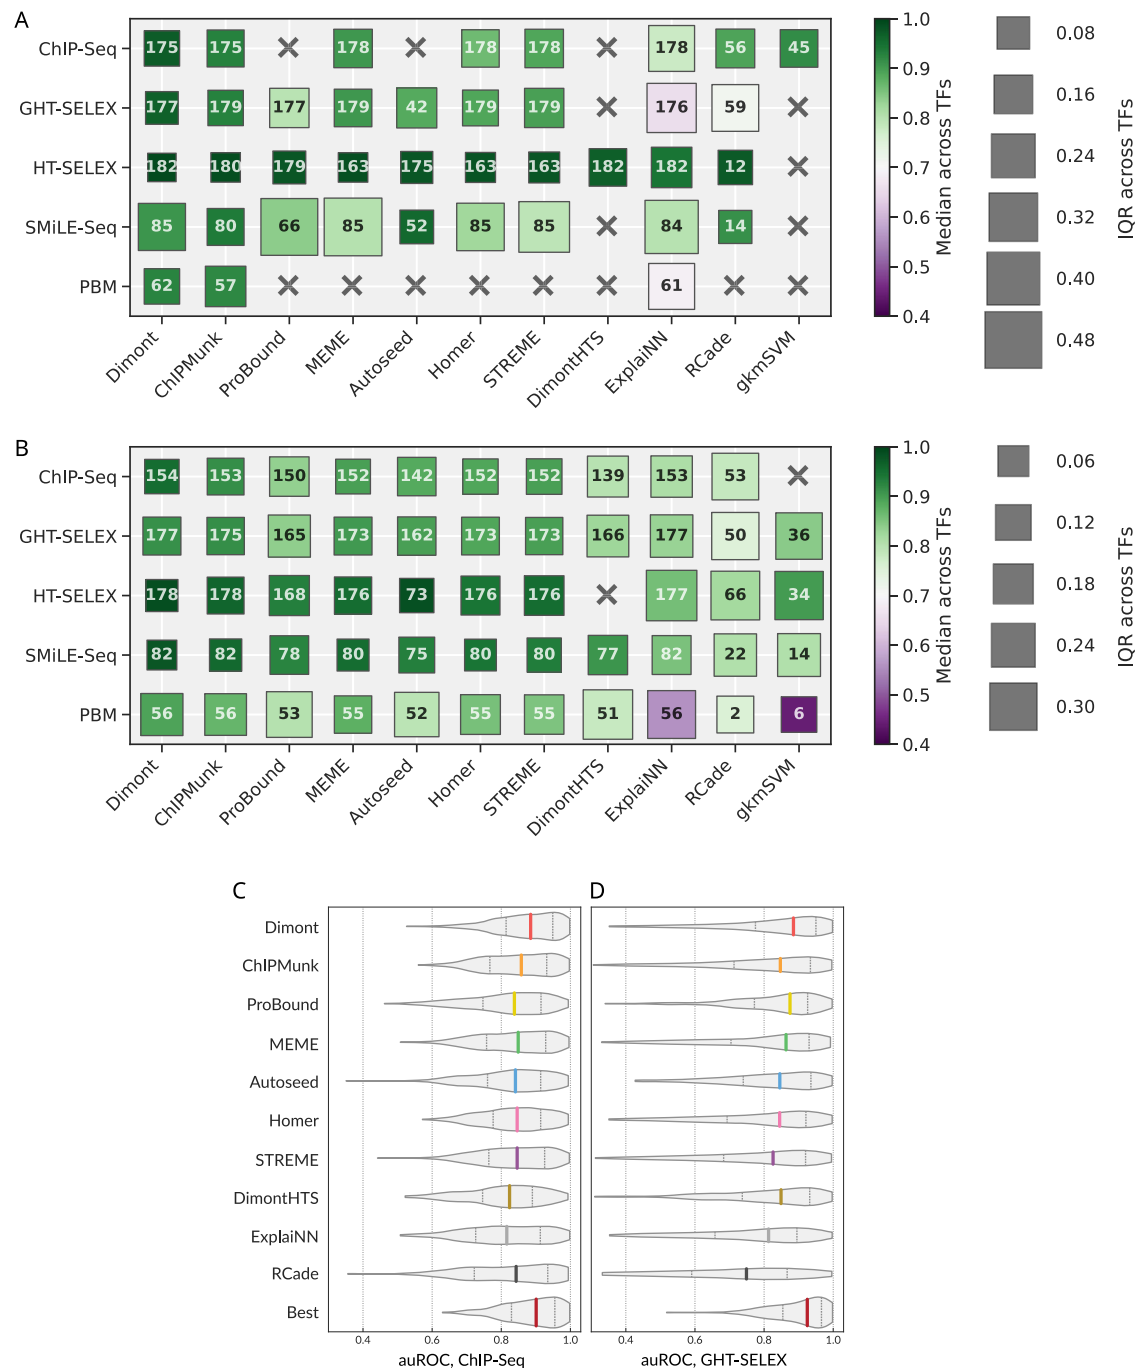 A
ChIP-Seq 175 175 178 178 178 178 56 45
GHT-SELEX 177 179 177 179 42 179 179 176 59
HT-SELEX 182 180 179 163 175 163 163 182 182 12
SMiLE-Seq 85 80 66 85 52 85 85 84 14
PBM 62 57 61
Dimont ChIPMunk ProBound MEME Autoseed Homer STREME DimontHTS ExplaiNN RCade gkmSVM
1.0
0.9
0.8
0.7
0.6
0.5
0.4
Median across TFs
0.08
0.16
0.24
0.32
0.40
0.48
IQR across TFs
B
ChIP-Seq 154 153 150 152 142 152 152 139 153 53
GHT-SELEX 177 175 165 173 162 173 173 166 177 50 36
HT-SELEX 178 178 168 176 73 176 176 177 66 34
SMiLE-Seq 82 82 78 80 75 80 80 77 82 22 14
PBM 56 56 53 55 52 55 55 51 56 2 6
Dimont ChIPMunk ProBound MEME Autoseed Homer STREME DimontHTS ExplaiNN RCade gkmSVM
1.0
0.9
0.8
0.7
0.6
0.5
0.4
Median across TFs
0.06
0.12
0.18
0.24
0.30
IQR across TFs
C D
Dimont
ChIPMunk
ProBound
MEME
Autoseed
Homer
STREME
DimontHTS
ExplaiNN
RCade
Best
0.4 0.6 0.8 1.0 0.4 0.6 0.8 1.0
auROC, ChIP-Seq auROC, GHT-SELEX